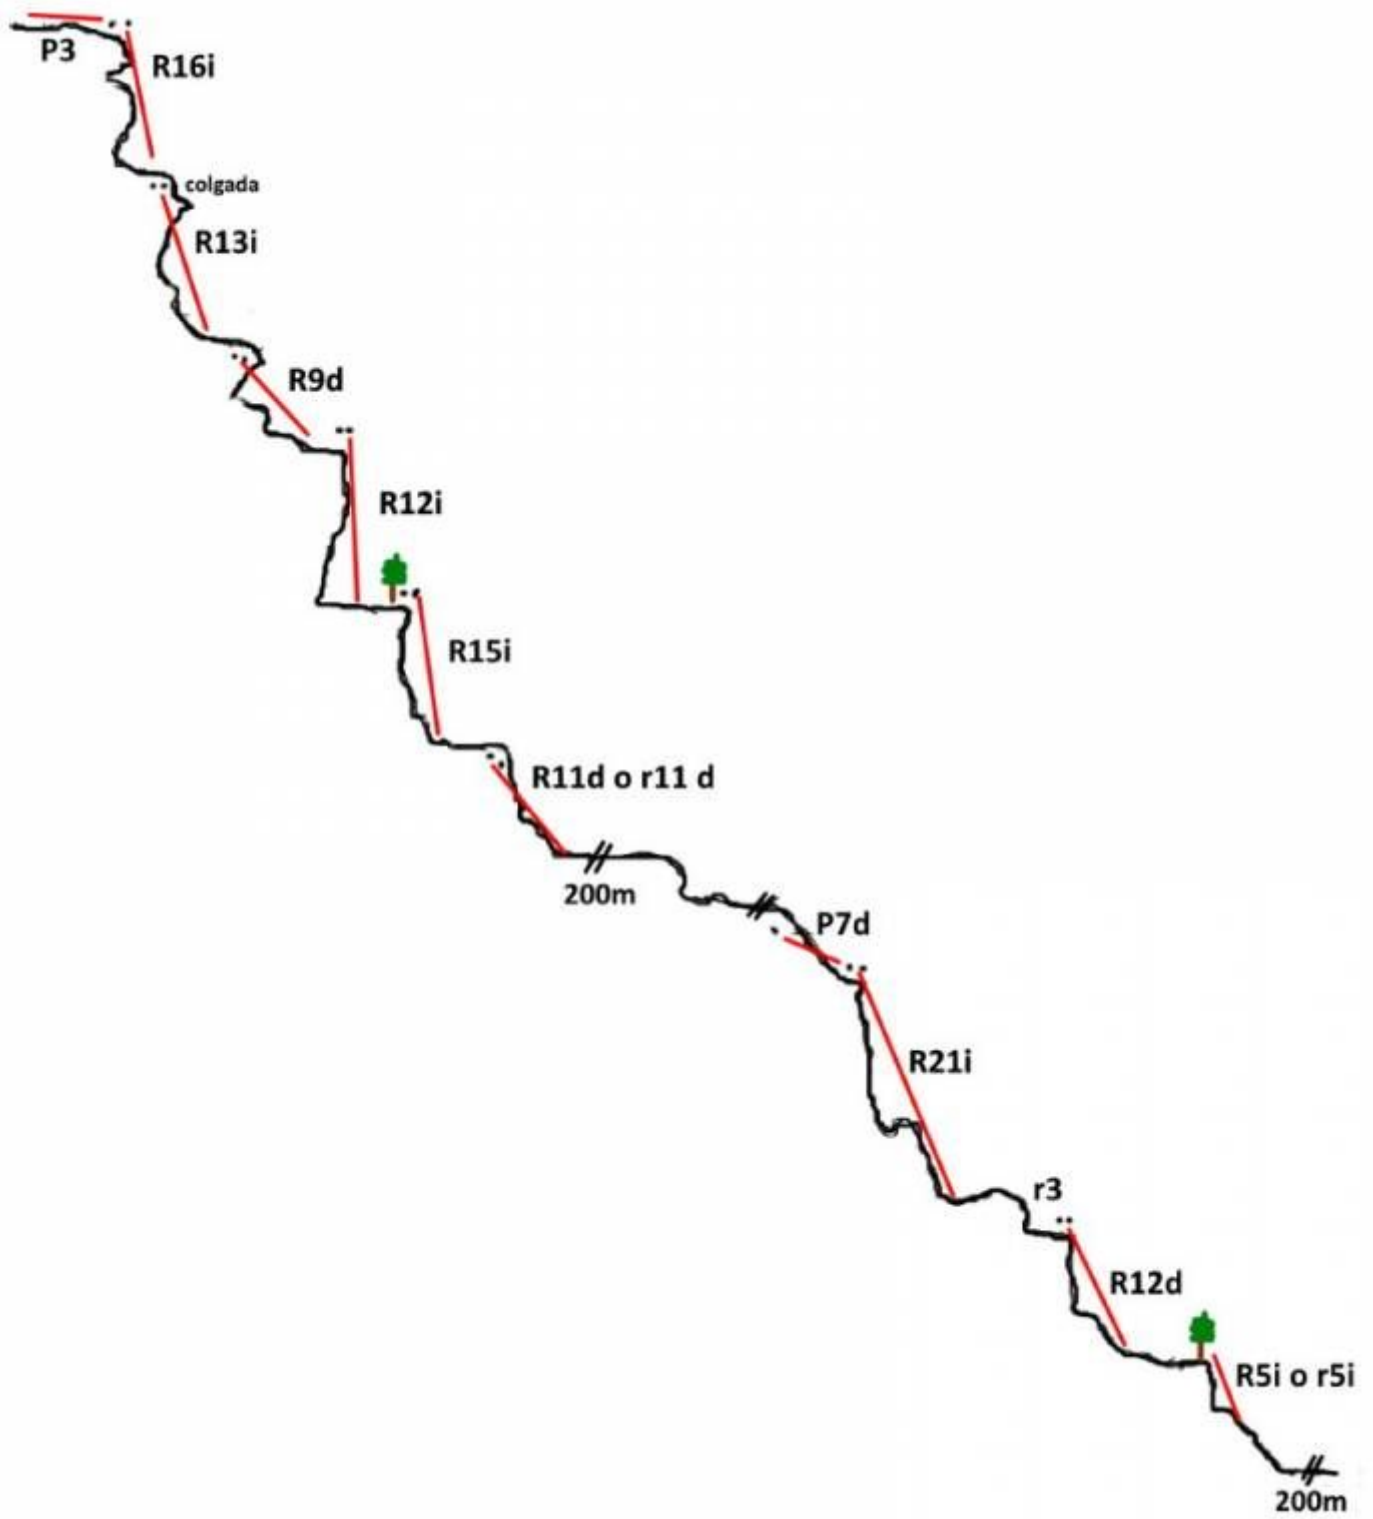 P3
R16i
colgada
R13i
R9d
R12i
R15i
R11d o r11 d
200m
P7d
R21i
r3
R12d
R5i o r5i
200m